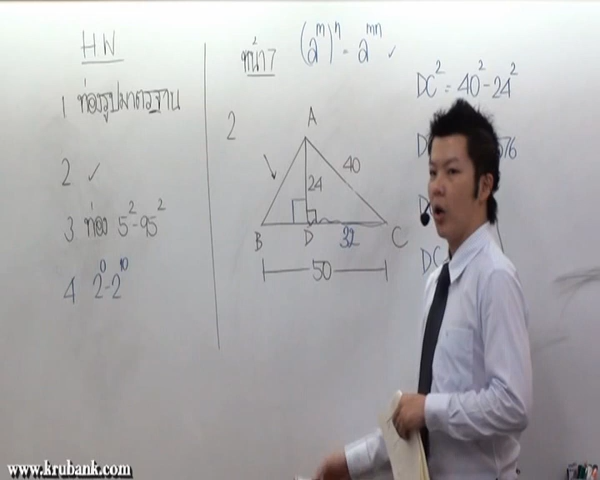 HW
1 ท่องรูปมาตรฐาน
2 ✓
3 ท่อง 5²-95²
4 2⁰-2¹⁰
หน้า 7 (a^m)^n = a^mn ✓
2
A
40
24
B D 32 C
50
DC² = 40² - 24²
D 576
D
DC
www.krubank.com